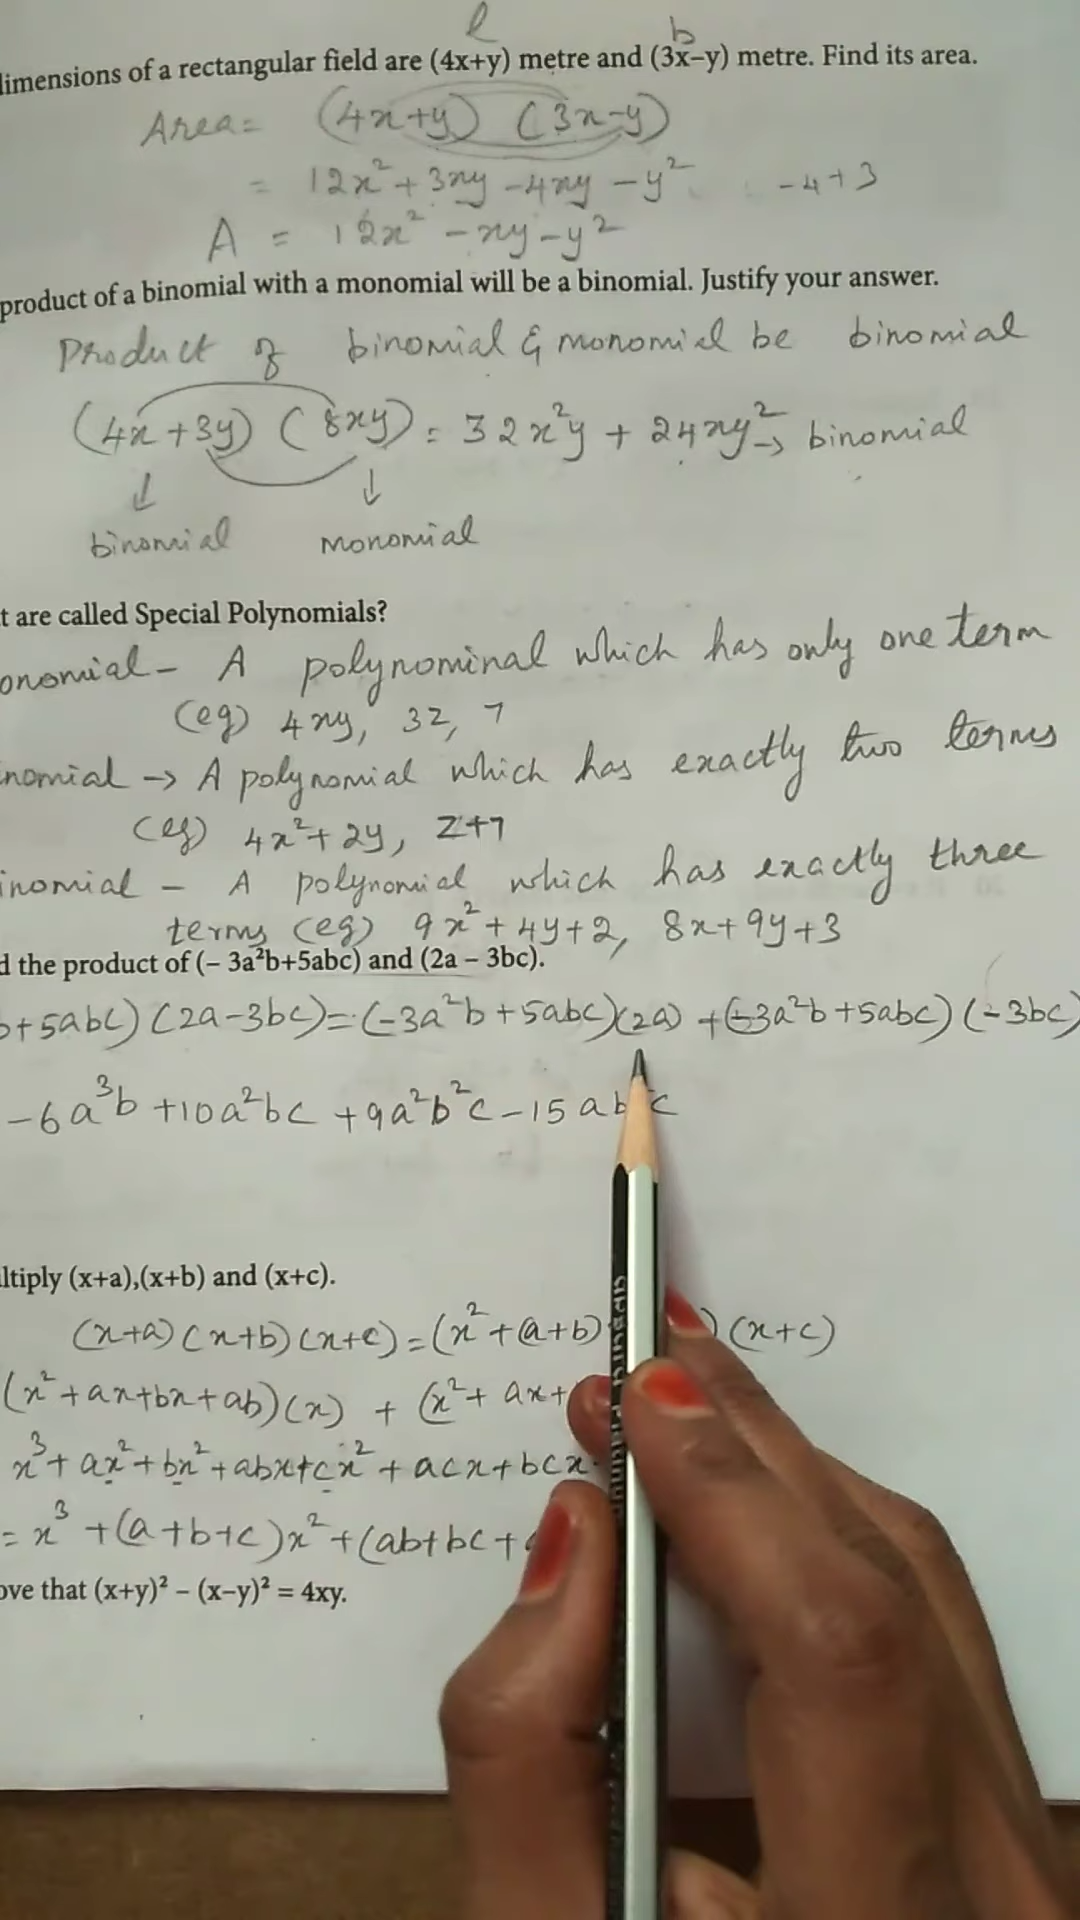 l b
dimensions of a rectangular field are (4x+y) metre and (3x–y) metre. Find its area.
Area = (4x+y) (3x-y)
= 12x² + 3xy - 4xy - y² -4+3
A = 12x² - xy - y²
product of a binomial with a monomial will be a binomial. Justify your answer.
Product of binomial & monomial be binomial
(4x+3y) (8xy) = 32x²y + 24xy² → binomial
↓ ↓
binomial monomial
t are called Special Polynomials?
onomial - A polynominal which has only one term
(eg) 4xy, 32, 7
nomial → A polynomial which has exactly two terms
(eg) 4x²+2y, z+7
inomial - A polynomial which has exactly three
terms (eg) 9x²+4y+2, 8x+9y+3
d the product of (– 3a²b+5abc) and (2a – 3bc).
b+5abc) (2a-3bc) = (-3a²b+5abc)(2a) + (-3a²b+5abc) (-3bc)
-6a³b +10a²bc +9a²b²c -15ab c
ltiply (x+a),(x+b) and (x+c).
(x+a) (x+b) (x+c) = (x² + (a+b) ) (x+c)
(x²+ax+bx+ab)(x) + (x²+ ax+
x³+ax²+bx²+abx+cx²+acx+bcx
= x³ +(a+b+c)x²+(ab+bc+
ove that (x+y)² – (x–y)² = 4xy.